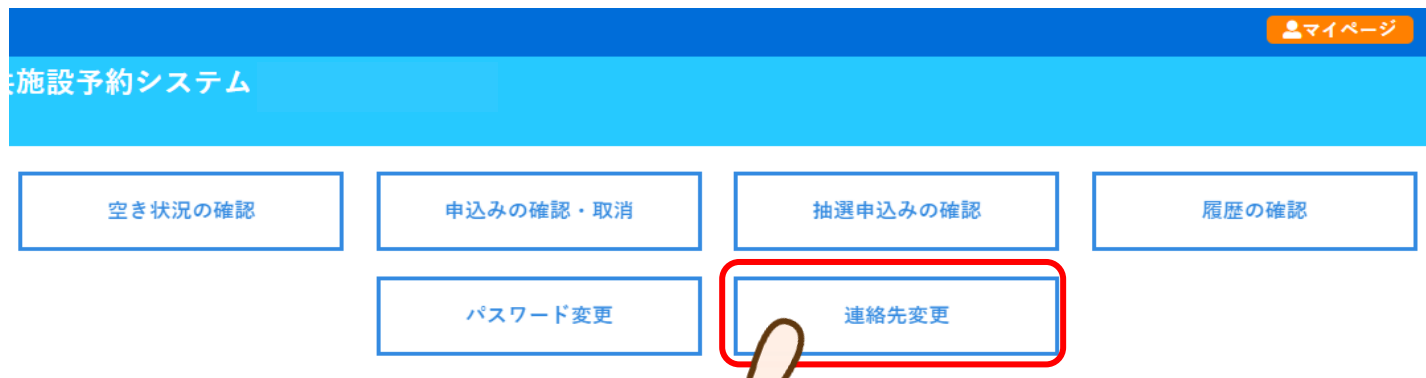 マイページ
施設予約システム
空き状況の確認
申込みの確認・取消
抽選申込みの確認
履歴の確認
パスワード変更
連絡先変更